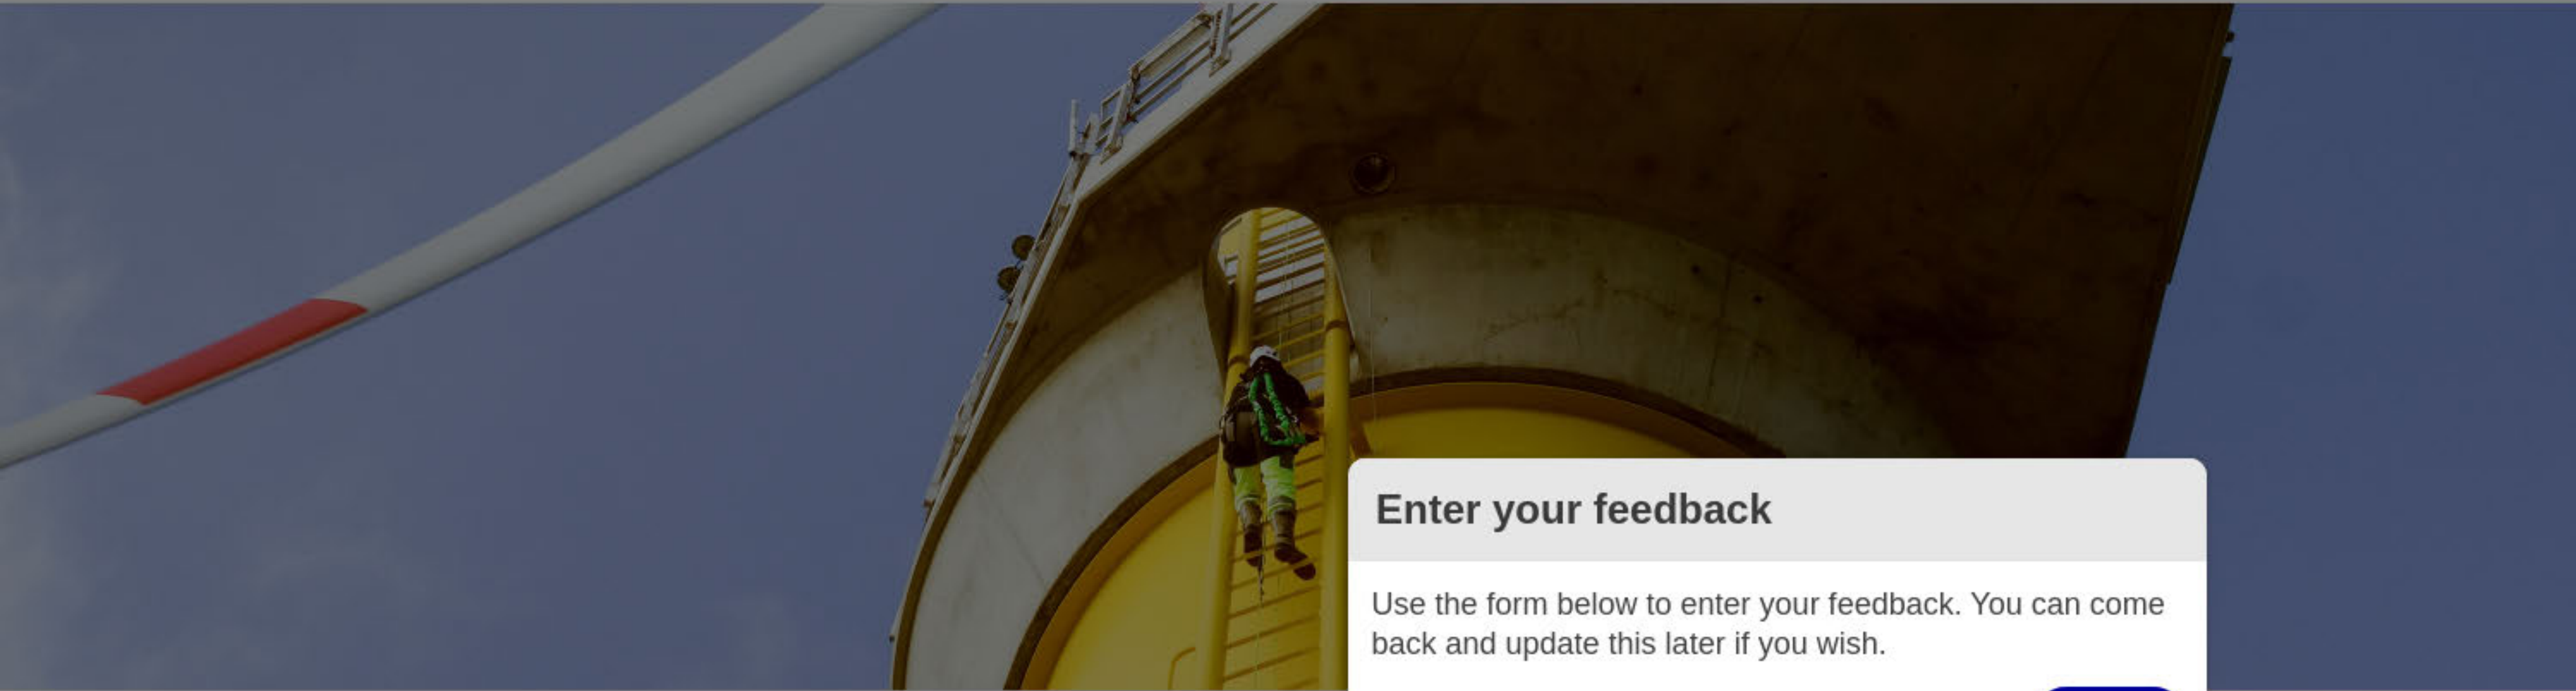 Enter your feedback
Use the form below to enter your feedback. You can come
back and update this later if you wish.